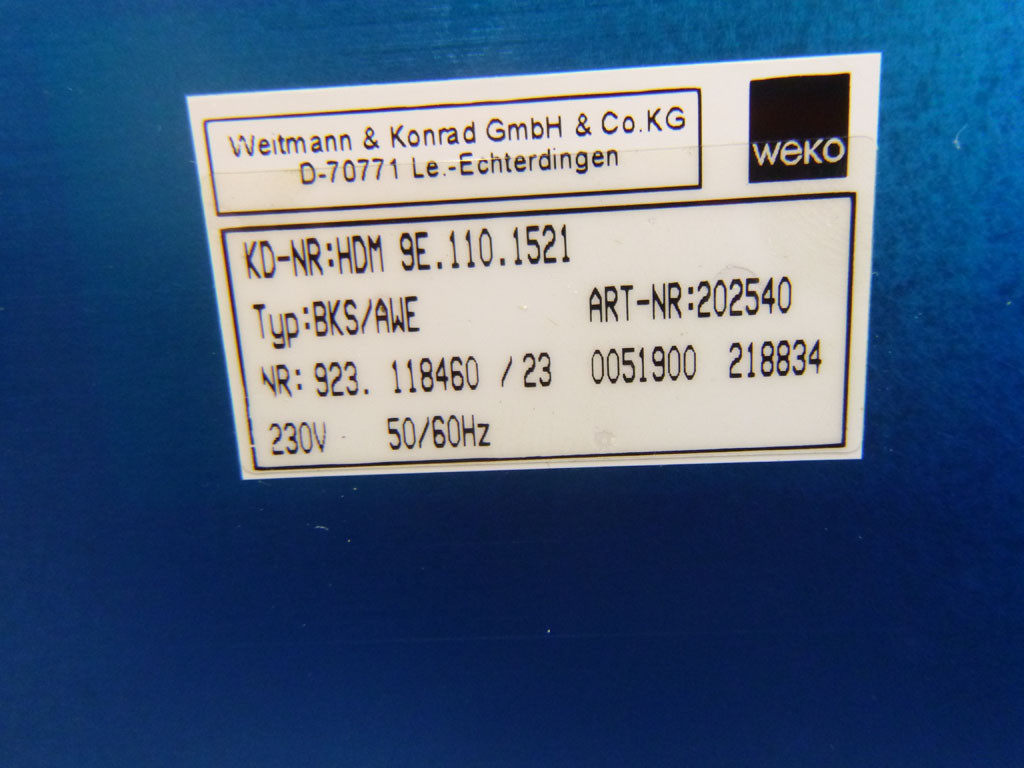 Weitmann & Konrad GmbH & Co.KG
D-70771 Le.-Echterdingen
weko
KD-NR:HDM 9E.110.1521
Typ:BKS/AWE ART-NR:202540
NR: 923. 118460 /23 0051900 218834
230V 50/60Hz